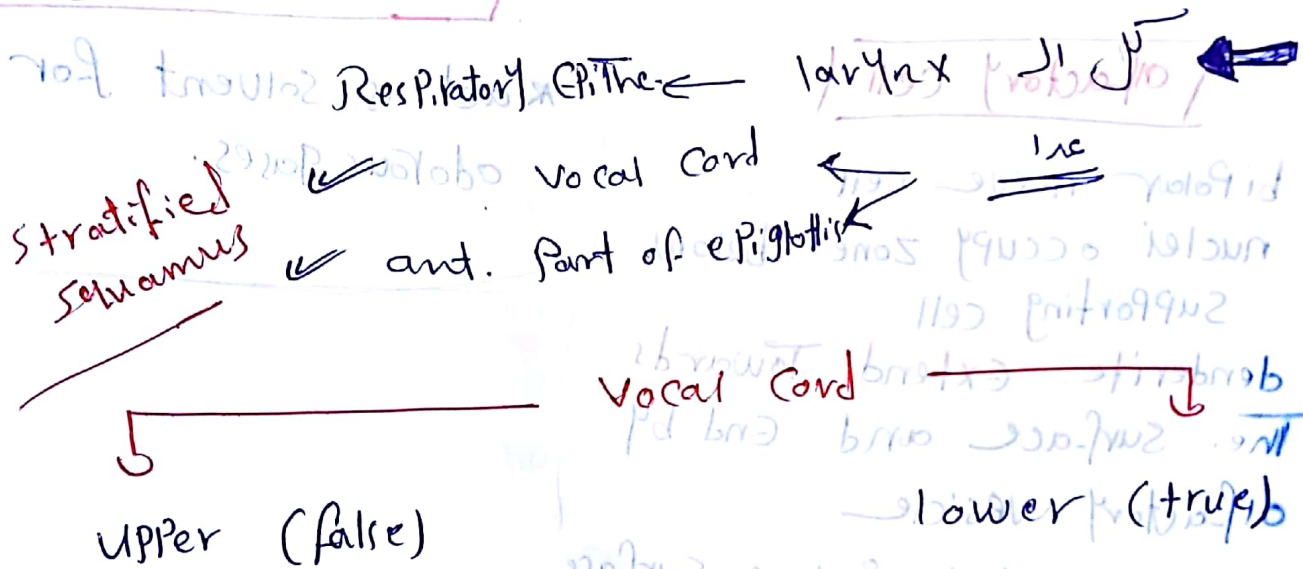 كل ال larynx ← Respiratory Epithe.
ماعدا vocal cord
ant. Part of epiglottis
Stratified
Squamus
Vocal Cord
upper (false)
lower (true)